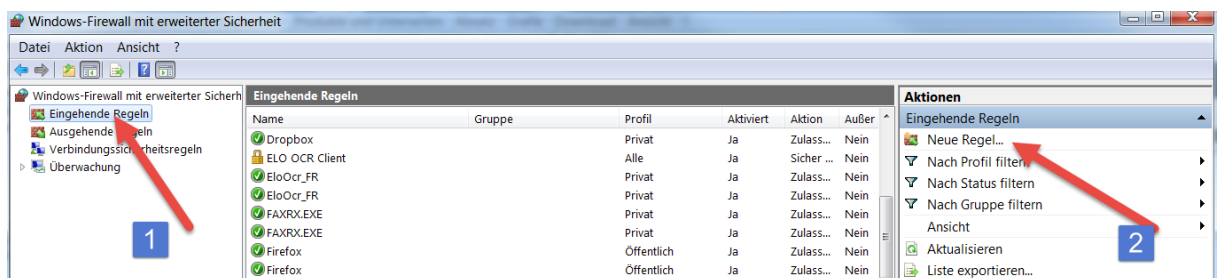 Windows-Firewall mit erweiterter Sicherheit
Datei Aktion Ansicht ?
Windows-Firewall mit erweiterter Sicherh
Eingehende Regeln
Ausgehende geln
Verbindungssich rheitsregeln
Überwachung
1
Eingehende Regeln
Name Gruppe Profil Aktiviert Aktion Außer
Dropbox Privat Ja Zulass... Nein
ELO OCR Client Alle Ja Sicher ... Nein
EloOcr_FR Privat Ja Zulass... Nein
EloOcr_FR Privat Ja Zulass... Nein
FAXRX.EXE Privat Ja Zulass... Nein
FAXRX.EXE Privat Ja Zulass... Nein
Firefox Öffentlich Ja Zulass... Nein
Firefox Öffentlich Ja Zulass... Nein
Aktionen
Eingehende Regeln
Neue Regel...
Nach Profil filtern
Nach Status filtern
Nach Gruppe filtern
Ansicht
Aktualisieren
Liste exportieren...
2